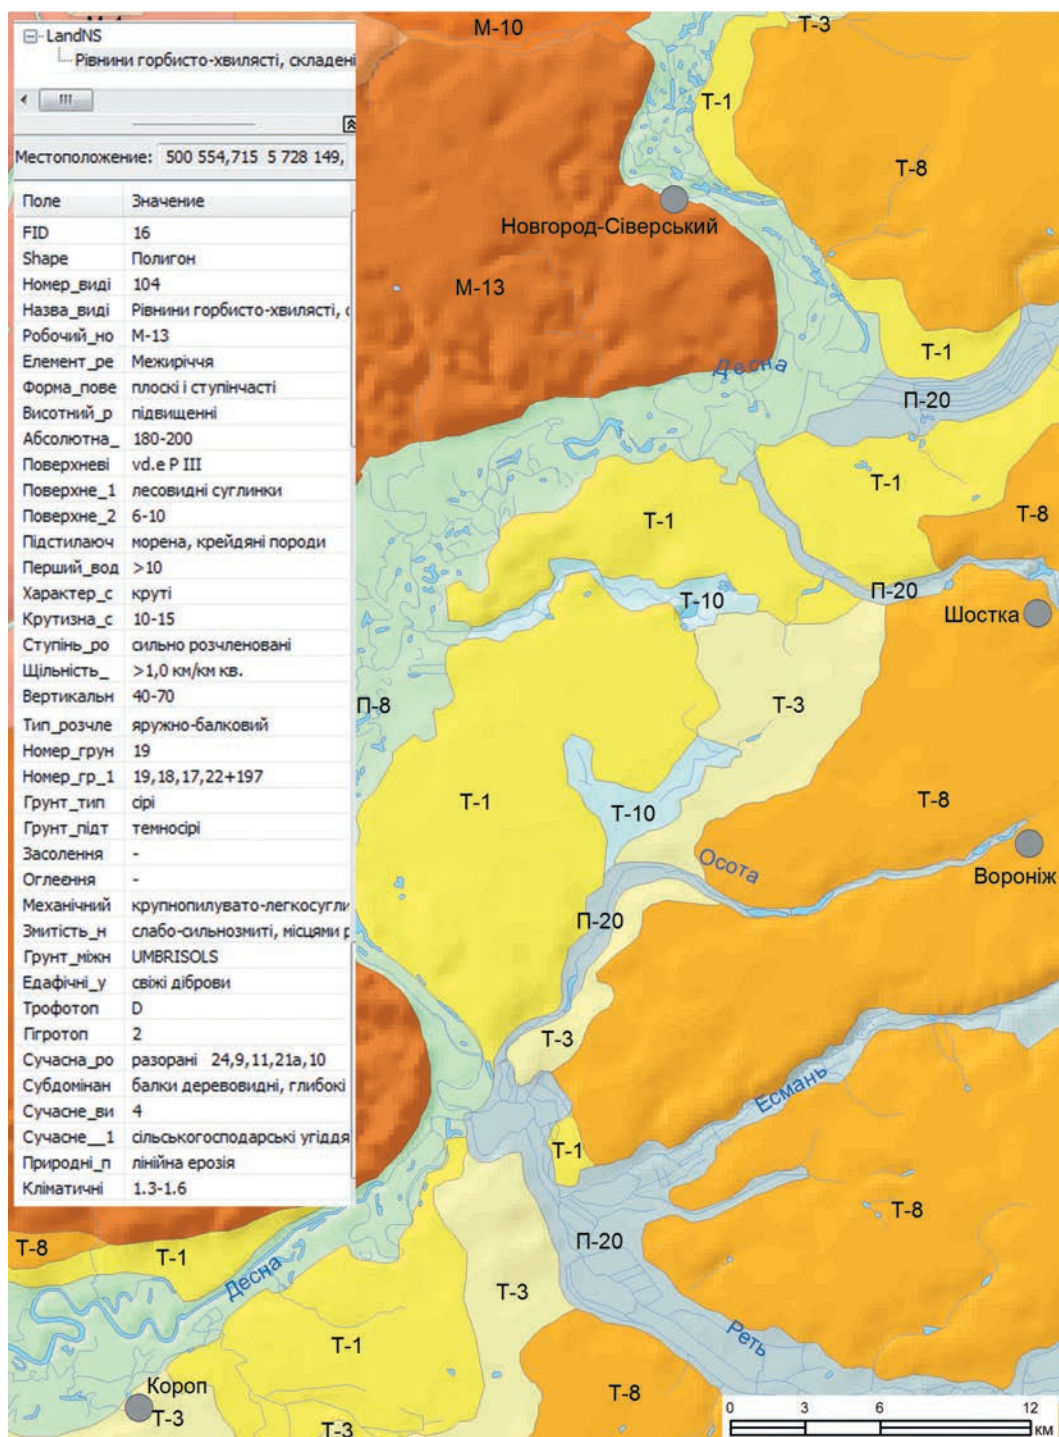 LandNS
Рівнини горбисто-хвилясті, складені
Местоположение: 500 554,715 5 728 149,
Поле Значение
FID 16
Shape Полигон
Номер_виді 104
Назва_виді Рівнини горбисто-хвилясті, с
Робочий_но М-13
Елемент_ре Межиріччя
Форма_пове плоскі і ступінчасті
Висотний_р підвищенні
Абсолютна_ 180-200
Поверхневі vd.e P III
Поверхне_1 лесовидні суглинки
Поверхне_2 6-10
Підстилаюч морена, крейдяні породи
Перший_вод >10
Характер_с круті
Крутизна_с 10-15
Ступінь_ро сильно розчленовані
Щільність_ >1,0 км/км кв.
Вертикальн 40-70
Тип_розчле яружно-балковий
Номер_грун 19
Номер_гр_1 19,18,17,22+197
Грунт_тип сірі
Грунт_підт темносірі
Засолення -
Оглеєння -
Механічний крупнопилувато-легкосугли
Змитість_н слабо-сильнозмиті, місцями р
Грунт_міжн UMBRISOLS
Едафічні_у свіжі діброви
Трофотоп D
Гігротоп 2
Сучасна_ро разорані 24,9,11,21а,10
Субдомінан балки деревовидні, глибокі
Сучасне_ви 4
Сучасне__1 сільськогосподарські угіддя
Природні_п лінійна ерозія
Кліматичні 1.3-1.6
М-10
Т-3
Т-1
Т-8
Новгород-Сіверський
М-13
Десна
Т-1
П-20
Т-1
Т-1
Т-8
П-20
Т-10
Шостка
П-8
Т-3
Т-1
Т-10
Т-8
Осота
Вороніж
П-20
Т-3
Есмань
Т-1
Т-8
П-20
Т-8
Т-1
Десна
Т-3
Т-1
Реть
Короп
Т-3
Т-3
Т-8
0 3 6 12
км